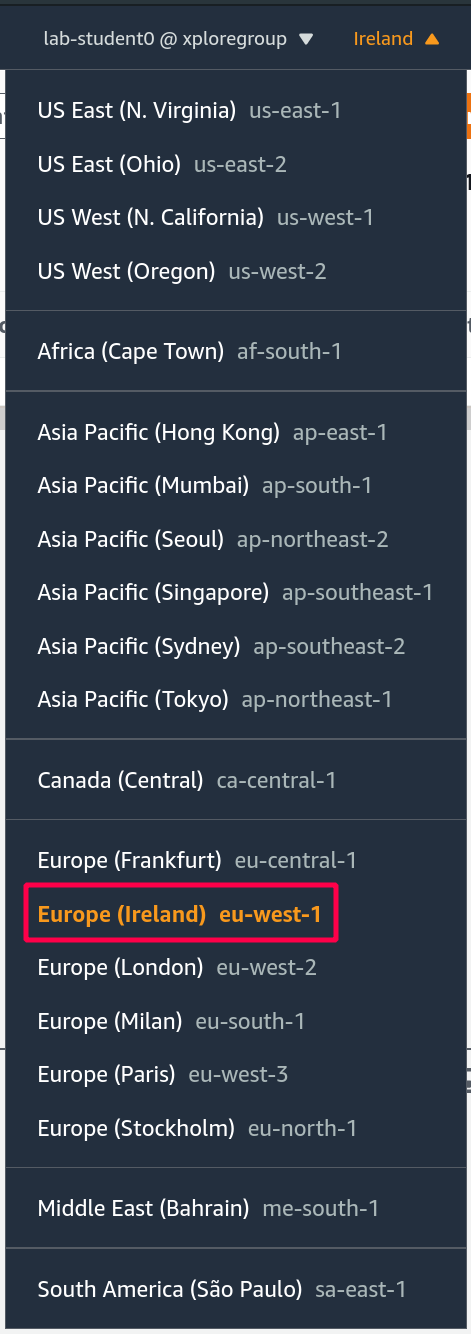 lab-student0 @ xploregroup ▼ Ireland ▲
US East (N. Virginia) us-east-1
US East (Ohio) us-east-2
US West (N. California) us-west-1
US West (Oregon) us-west-2
Africa (Cape Town) af-south-1
Asia Pacific (Hong Kong) ap-east-1
Asia Pacific (Mumbai) ap-south-1
Asia Pacific (Seoul) ap-northeast-2
Asia Pacific (Singapore) ap-southeast-1
Asia Pacific (Sydney) ap-southeast-2
Asia Pacific (Tokyo) ap-northeast-1
Canada (Central) ca-central-1
Europe (Frankfurt) eu-central-1
Europe (Ireland) eu-west-1
Europe (London) eu-west-2
Europe (Milan) eu-south-1
Europe (Paris) eu-west-3
Europe (Stockholm) eu-north-1
Middle East (Bahrain) me-south-1
South America (São Paulo) sa-east-1